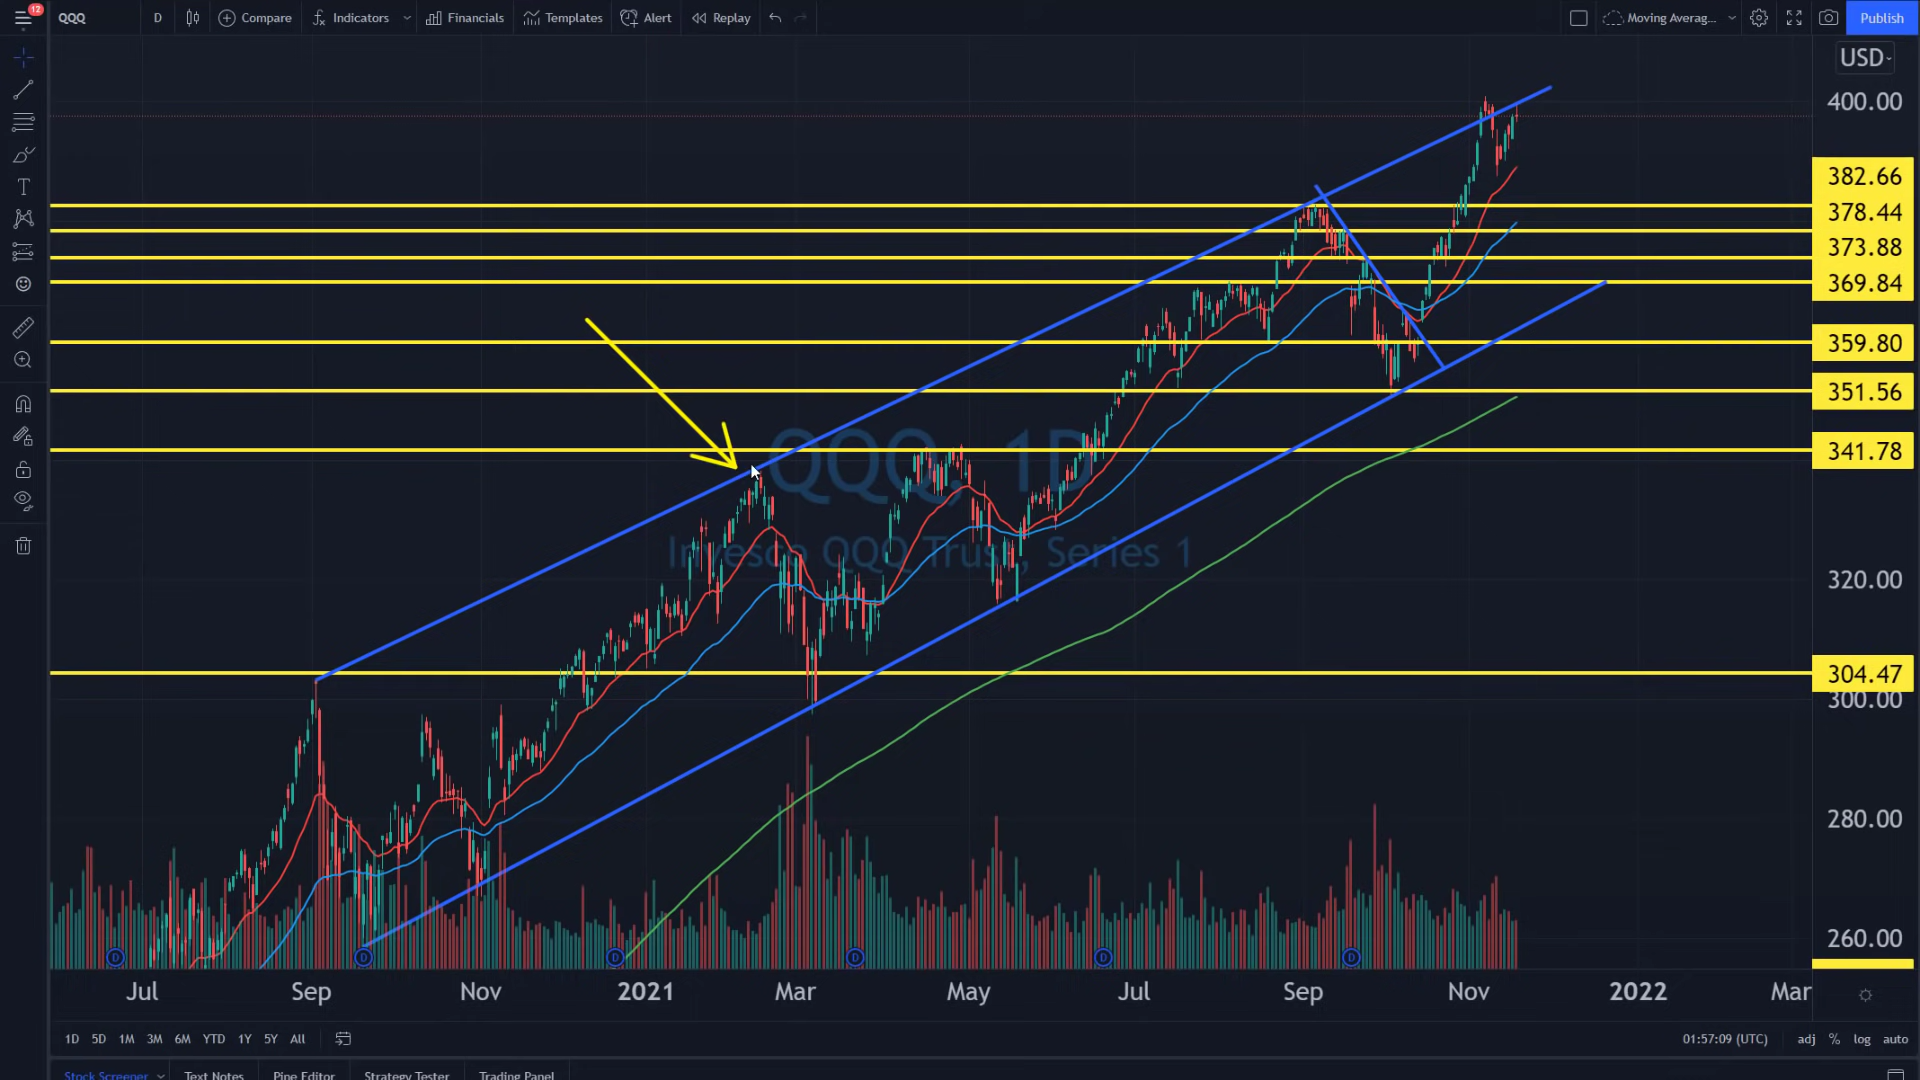 12
QQQ D Compare Indicators Financials Templates Alert Replay Moving Averag... Publish
USD
400.00
382.66
378.44
373.88
369.84
359.80
351.56
341.78
QQQ, 1D
Invesco QQQ Trust, Series 1
320.00
304.47
300.00
280.00
260.00
D D D D D D
Jul Sep Nov 2021 Mar May Jul Sep Nov 2022 Mar
1D 5D 1M 3M 6M YTD 1Y 5Y All 01:57:09 (UTC) adj % log auto
Stock Screener Text Notes Pine Editor Strategy Tester Trading Panel